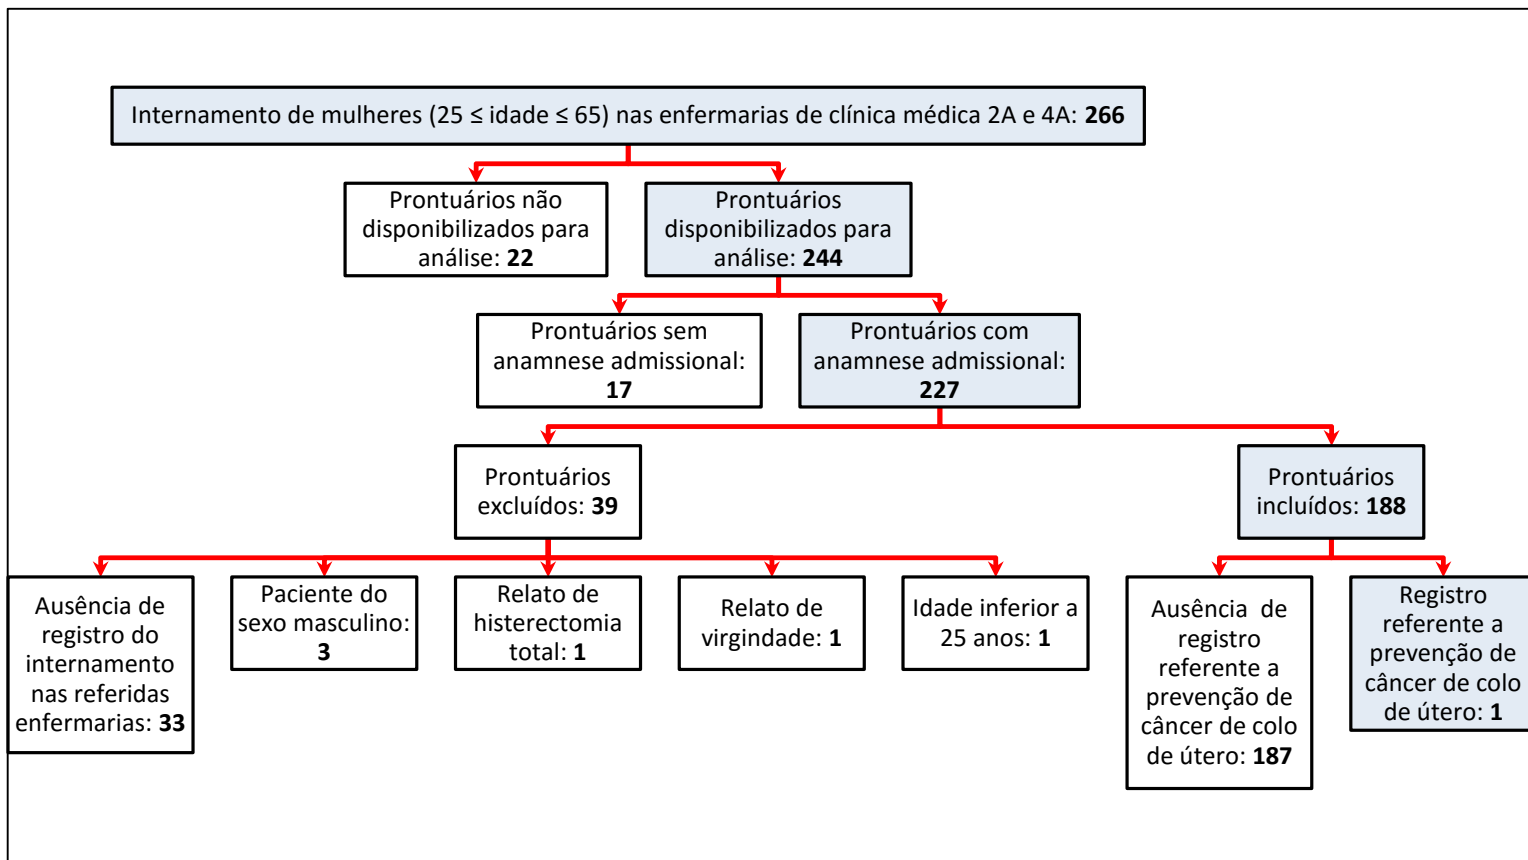 Internamento de mulheres (25 ≤ idade ≤ 65) nas enfermarias de clínica médica 2A e 4A: 266
Prontuários não
disponibilizados para
análise: 22
Prontuários
disponibilizados para
análise: 244
Prontuários sem
anamnese admissional:
17
Prontuários com
anamnese admissional:
227
Prontuários
excluídos: 39
Prontuários
incluídos: 188
Ausência de
registro do
internamento
nas referidas
enfermarias: 33
Paciente do
sexo masculino:
3
Relato de
histerectomia
total: 1
Relato de
virgindade: 1
Idade inferior a
25 anos: 1
Ausência  de
registro
referente a
prevenção de
câncer de colo
de útero: 187
Registro
referente a
prevenção de
câncer de colo
de útero: 1